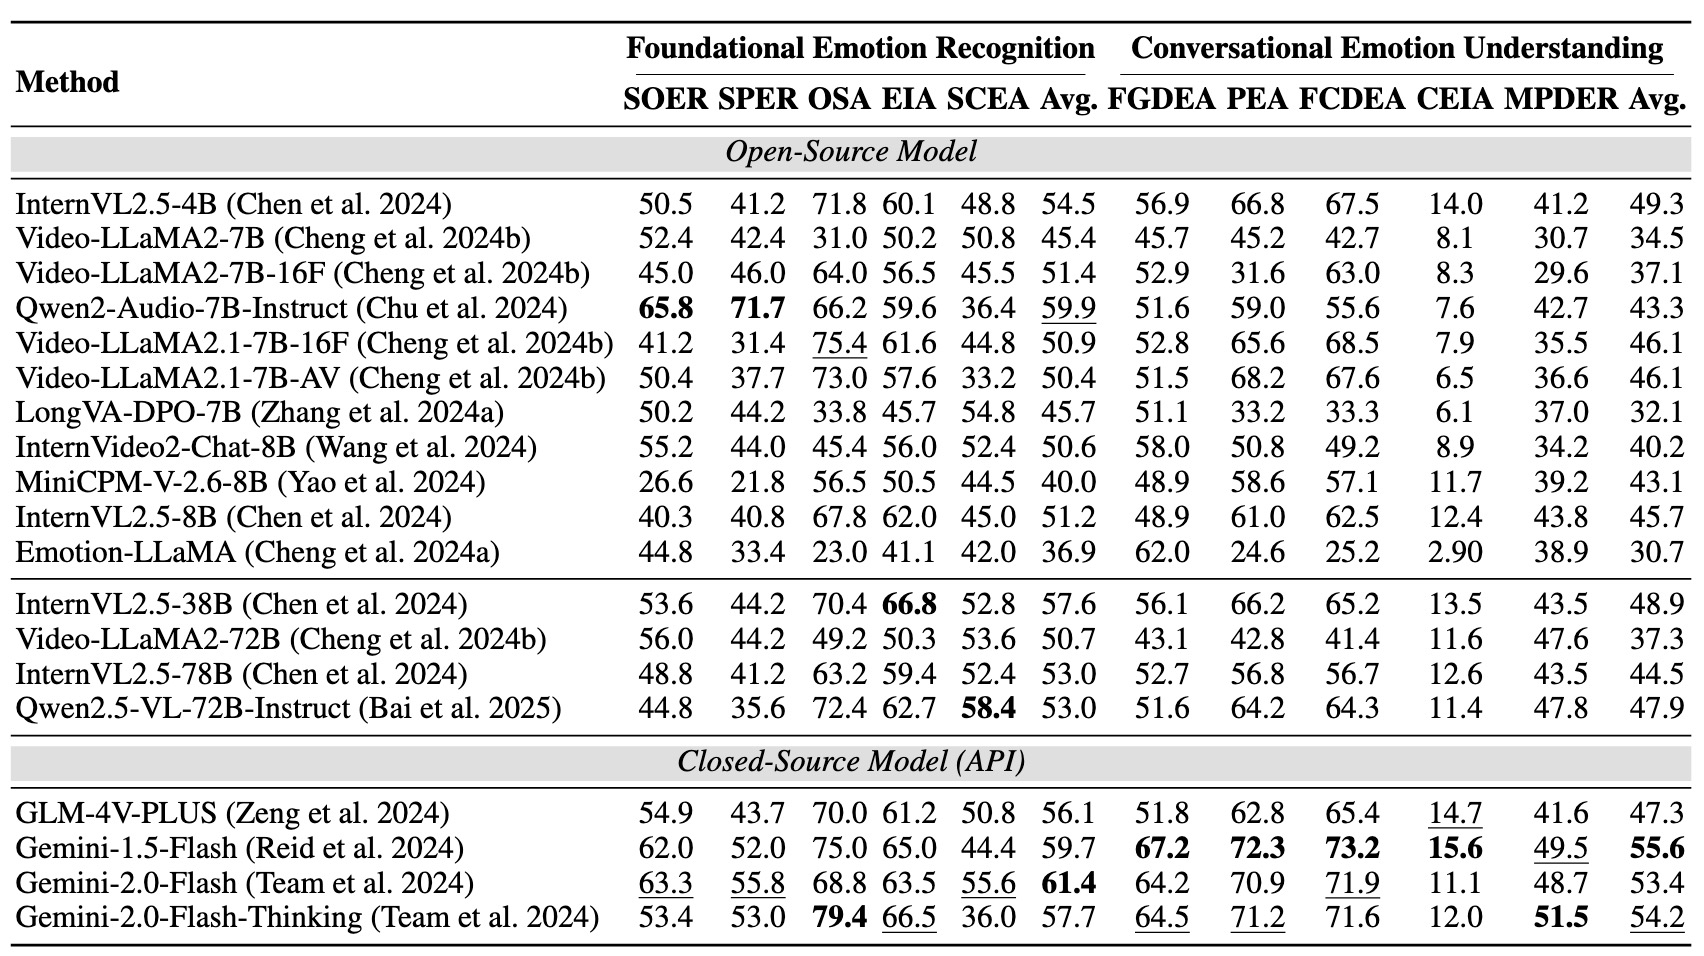 Method Foundational Emotion Recognition Conversational Emotion Understanding
SOER SPER OSA EIA SCEA Avg. FGDEA PEA FCDEA CEIA MPDER Avg.
Open-Source Model
InternVL2.5-4B (Chen et al. 2024) 50.5 41.2 71.8 60.1 48.8 54.5 56.9 66.8 67.5 14.0 41.2 49.3
Video-LLaMA2-7B (Cheng et al. 2024b) 52.4 42.4 31.0 50.2 50.8 45.4 45.7 45.2 42.7 8.1 30.7 34.5
Video-LLaMA2-7B-16F (Cheng et al. 2024b) 45.0 46.0 64.0 56.5 45.5 51.4 52.9 31.6 63.0 8.3 29.6 37.1
Qwen2-Audio-7B-Instruct (Chu et al. 2024) 65.8 71.7 66.2 59.6 36.4 59.9 51.6 59.0 55.6 7.6 42.7 43.3
Video-LLaMA2.1-7B-16F (Cheng et al. 2024b) 41.2 31.4 75.4 61.6 44.8 50.9 52.8 65.6 68.5 7.9 35.5 46.1
Video-LLaMA2.1-7B-AV (Cheng et al. 2024b) 50.4 37.7 73.0 57.6 33.2 50.4 51.5 68.2 67.6 6.5 36.6 46.1
LongVA-DPO-7B (Zhang et al. 2024a) 50.2 44.2 33.8 45.7 54.8 45.7 51.1 33.2 33.3 6.1 37.0 32.1
InternVideo2-Chat-8B (Wang et al. 2024) 55.2 44.0 45.4 56.0 52.4 50.6 58.0 50.8 49.2 8.9 34.2 40.2
MiniCPM-V-2.6-8B (Yao et al. 2024) 26.6 21.8 56.5 50.5 44.5 40.0 48.9 58.6 57.1 11.7 39.2 43.1
InternVL2.5-8B (Chen et al. 2024) 40.3 40.8 67.8 62.0 45.0 51.2 48.9 61.0 62.5 12.4 43.8 45.7
Emotion-LLaMA (Cheng et al. 2024a) 44.8 33.4 23.0 41.1 42.0 36.9 62.0 24.6 25.2 2.90 38.9 30.7
InternVL2.5-38B (Chen et al. 2024) 53.6 44.2 70.4 66.8 52.8 57.6 56.1 66.2 65.2 13.5 43.5 48.9
Video-LLaMA2-72B (Cheng et al. 2024b) 56.0 44.2 49.2 50.3 53.6 50.7 43.1 42.8 41.4 11.6 47.6 37.3
InternVL2.5-78B (Chen et al. 2024) 48.8 41.2 63.2 59.4 52.4 53.0 52.7 56.8 56.7 12.6 43.5 44.5
Qwen2.5-VL-72B-Instruct (Bai et al. 2025) 44.8 35.6 72.4 62.7 58.4 53.0 51.6 64.2 64.3 11.4 47.8 47.9
Closed-Source Model (API)
GLM-4V-PLUS (Zeng et al. 2024) 54.9 43.7 70.0 61.2 50.8 56.1 51.8 62.8 65.4 14.7 41.6 47.3
Gemini-1.5-Flash (Reid et al. 2024) 62.0 52.0 75.0 65.0 44.4 59.7 67.2 72.3 73.2 15.6 49.5 55.6
Gemini-2.0-Flash (Team et al. 2024) 63.3 55.8 68.8 63.5 55.6 61.4 64.2 70.9 71.9 11.1 48.7 53.4
Gemini-2.0-Flash-Thinking (Team et al. 2024) 53.4 53.0 79.4 66.5 36.0 57.7 64.5 71.2 71.6 12.0 51.5 54.2